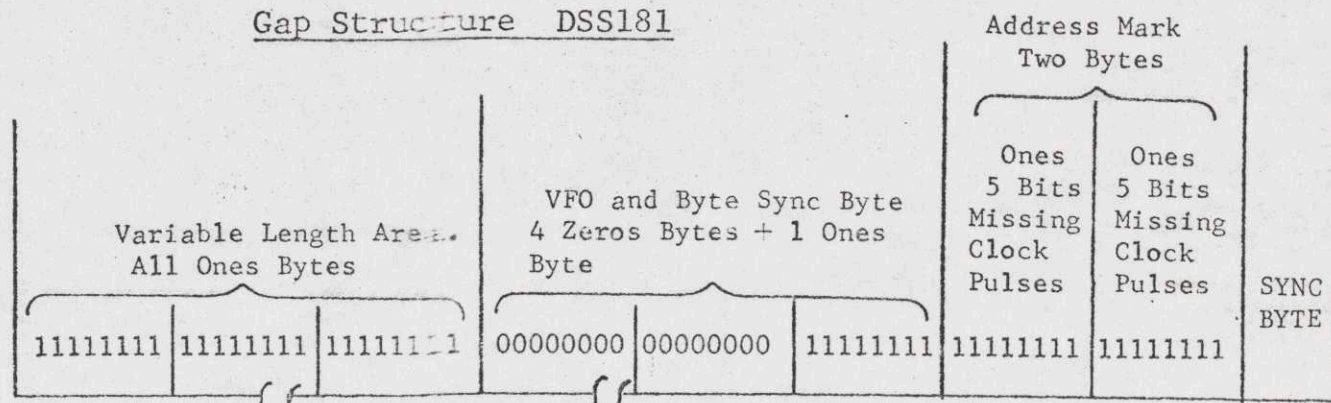 Gap Structure DSS181
Address Mark
Two Bytes
Variable Length Area.
All Ones Bytes
VFO and Byte Sync Byte
4 Zeros Bytes + 1 Ones
Byte
Ones
5 Bits
Missing
Clock
Pulses
Ones
5 Bits
Missing
Clock
Pulses
SYNC
BYTE
11111111 11111111 11111111 00000000 00000000 11111111 11111111 11111111